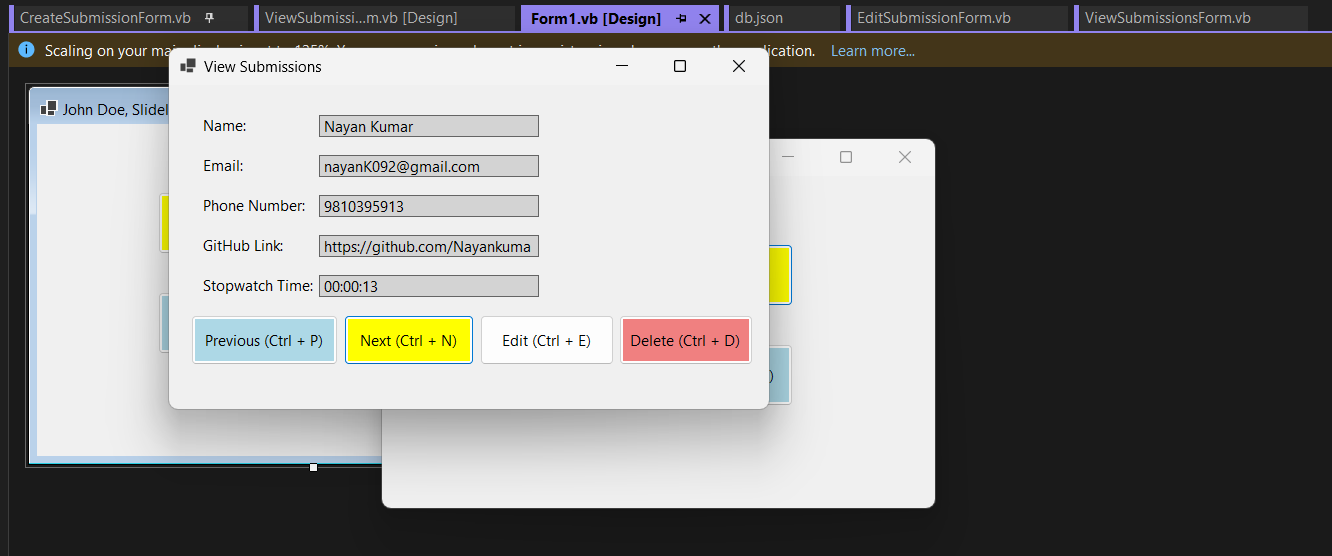 CreateSubmissionForm.vb
ViewSubmissi...m.vb [Design]
Form1.vb [Design]
db.json
EditSubmissionForm.vb
ViewSubmissionsForm.vb
Scaling on your main display is set to 125%. application. Learn more...
View Submissions
John Doe,
Name: Nayan Kumar
Email: nayanK092@gmail.com
Phone Number: 9810395913
GitHub Link: https://github.com/Nayankuma
Stopwatch Time: 00:00:13
Previous (Ctrl + P)
Next (Ctrl + N)
Edit (Ctrl + E)
Delete (Ctrl + D)
)